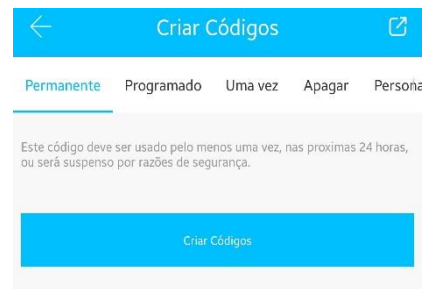 Criar Códigos
Permanente Programado Uma vez Apagar Persona
Este código deve ser usado pelo menos uma vez, nas proximas 24 horas,
ou será suspenso por razões de segurança.
Criar Códigos